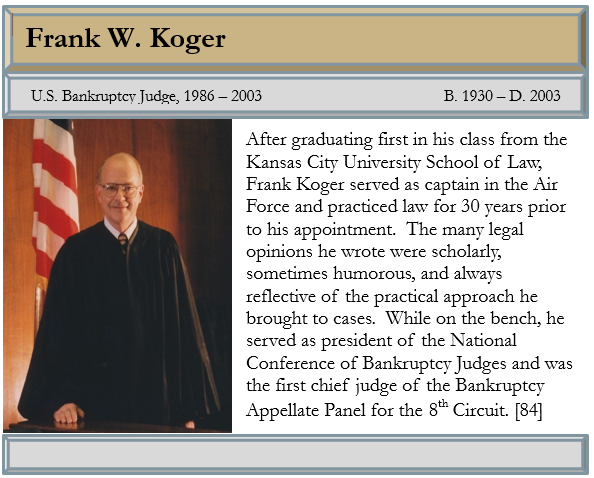 Frank W. Koger
U.S. Bankruptcy Judge, 1986 – 2003 B. 1930 – D. 2003
After graduating first in his class from the
Kansas City University School of Law,
Frank Koger served as captain in the Air
Force and practiced law for 30 years prior
to his appointment.  The many legal
opinions he wrote were scholarly,
sometimes humorous, and always
reflective of the practical approach he
brought to cases.  While on the bench, he
served as president of the National
Conference of Bankruptcy Judges and was
the first chief judge of the Bankruptcy
Appellate Panel for the 8th Circuit. [84]